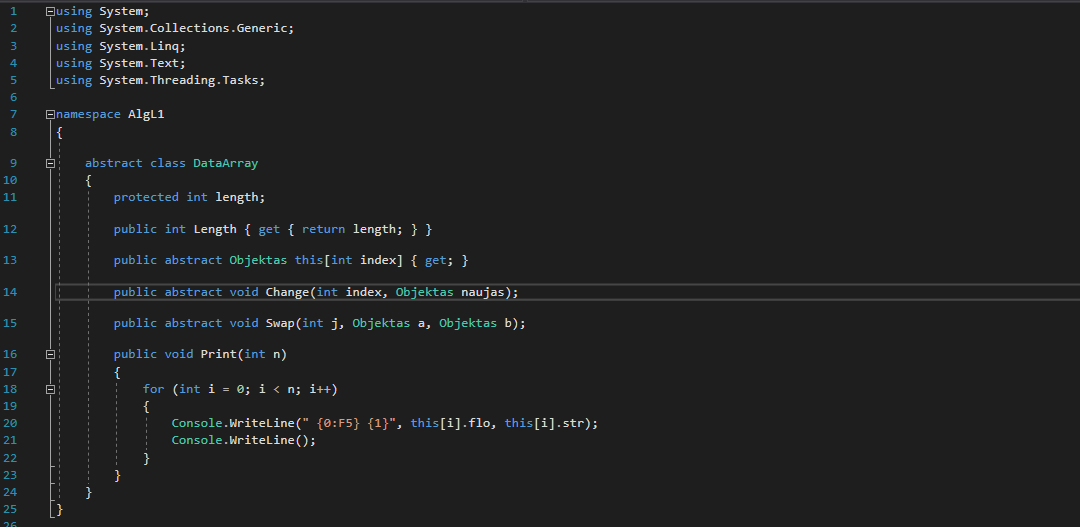 1 using System;
2 using System.Collections.Generic;
3 using System.Linq;
4 using System.Text;
5 using System.Threading.Tasks;
6
7 namespace AlgL1
8 {
9 abstract class DataArray
10 {
11 protected int length;
12 public int Length { get { return length; } }
13 public abstract Objektas this[int index] { get; }
14 public abstract void Change(int index, Objektas naujas);
15 public abstract void Swap(int j, Objektas a, Objektas b);
16 public void Print(int n)
17 {
18 for (int i = 0; i < n; i++)
19 {
20 Console.WriteLine(" {0:F5} {1}", this[i].flo, this[i].str);
21 Console.WriteLine();
22 }
23 }
24 }
25 }
26